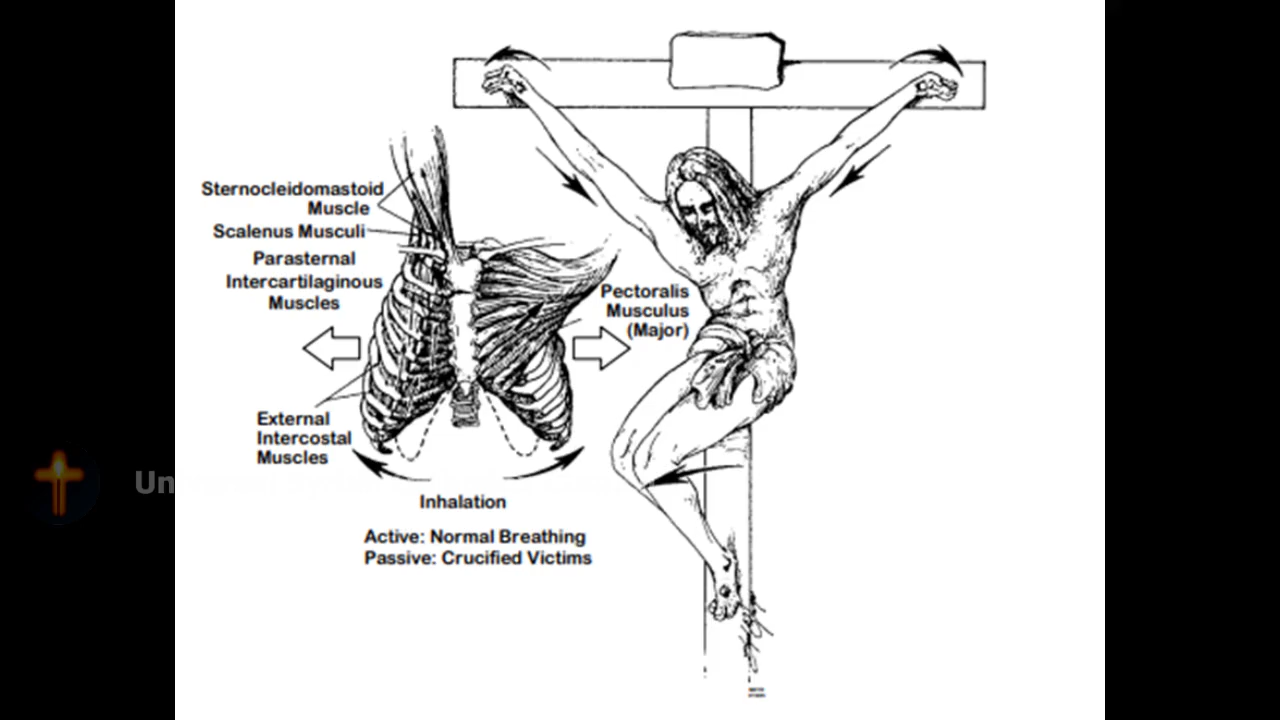 Sternocleidomastoid
Muscle
Scalenus Musculi
Parasternal
Intercartilaginous
Muscles
Pectoralis
Musculus
(Major)
External
Intercostal
Muscles
Inhalation
Active: Normal Breathing
Passive: Crucified Victims